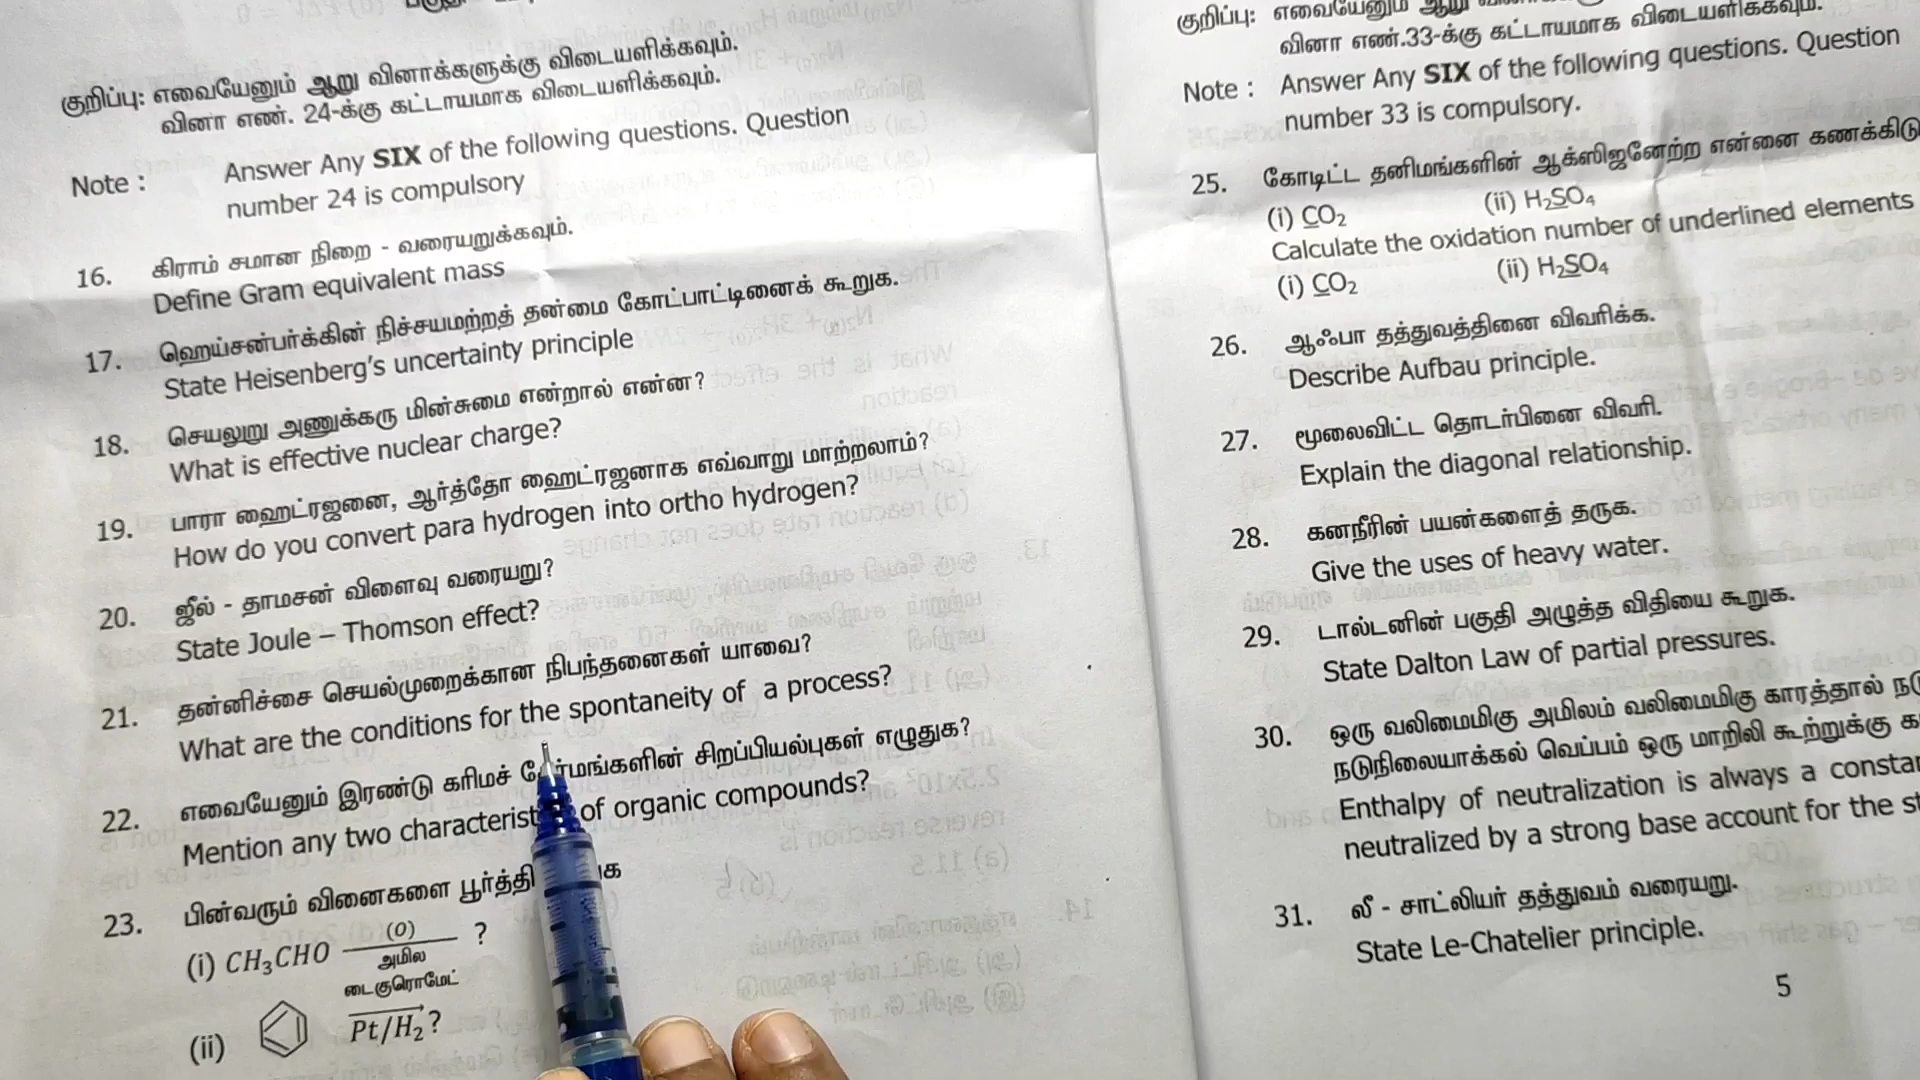 குறிப்பு: எவையேனும் ஆறு வினாக்களுக்கு விடையளிக்கவும்.
வினா எண். 24-க்கு கட்டாயமாக விடையளிக்கவும்.
Note : Answer Any SIX of the following questions. Question
number 24 is compulsory
16. கிராம் சமான நிறை - வரையறுக்கவும்.
Define Gram equivalent mass
17. ஹெய்சன்பர்க்கின் நிச்சயமற்றத் தன்மை கோட்பாட்டினைக் கூறுக.
State Heisenberg's uncertainty principle
18. செயலுறு அணுக்கரு மின்சுமை என்றால் என்ன?
What is effective nuclear charge?
19. பாரா ஹைட்ரஜனை, ஆர்த்தோ ஹைட்ரஜனாக எவ்வாறு மாற்றலாம்?
How do you convert para hydrogen into ortho hydrogen?
20. ஜீல் - தாமசன் விளைவு வரையறு?
State Joule – Thomson effect?
21. தன்னிச்சை செயல்முறைக்கான நிபந்தனைகள் யாவை?
What are the conditions for the spontaneity of a process?
22. எவையேனும் இரண்டு கரிமச் சேர்மங்களின் சிறப்பியல்புகள் எழுதுக?
Mention any two characterist of organic compounds?
23. பின்வரும் வினைகளை
(i) CH₃CHO (O) ?
அமில
டைகுரொமேட்
(ii) Pt/H₂ ?
குறிப்பு: எவையேனும் ஆறு
வினா எண்.33-க்கு கட்டாயமாக விடையளிக்கவும்.
Note : Answer Any SIX of the following questions. Question
number 33 is compulsory.
25. கோடிட்ட தனிமங்களின் ஆக்ஸிஜனேற்ற என்னை கணக்கிடு
(i) CO₂ (ii) H₂SO₄
Calculate the oxidation number of underlined elements
(i) CO₂ (ii) H₂SO₄
26. ஆஃபா தத்துவத்தினை விவரிக்க.
Describe Aufbau principle.
27. மூலைவிட்ட தொடர்பினை விவரி.
Explain the diagonal relationship.
28. கனநீரின் பயன்களைத் தருக.
Give the uses of heavy water.
29. டால்டனின் பகுதி அழுத்த விதியை கூறுக.
State Dalton Law of partial pressures.
30. ஒரு வலிமைமிகு அமிலம் வலிமைமிகு காரத்தால்
நடுநிலையாக்கல் வெப்பம் ஒரு மாறிலி கூற்றுக்கு
Enthalpy of neutralization is always a
neutralized by a strong base account for the
31. லீ - சாட்லியர் தத்துவம் வரையறு.
State Le-Chatelier principle.
5